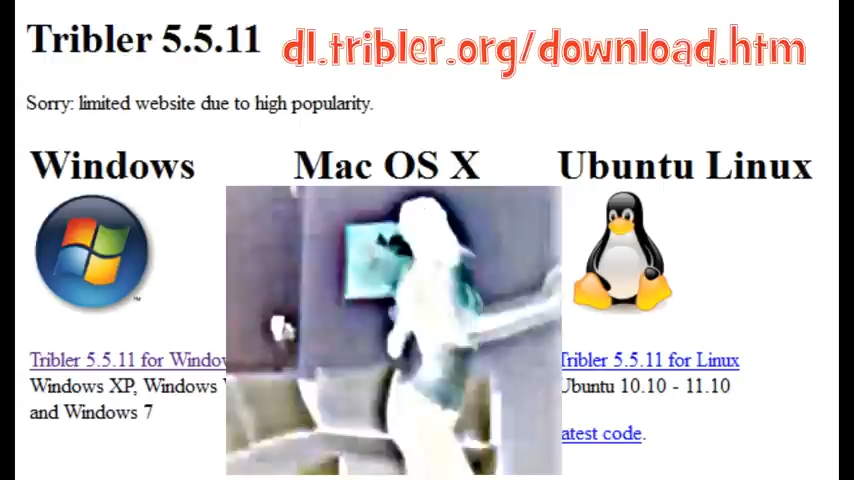 Tribler 5.5.11 dl.tribler.org/download.htm
Sorry: limited website due to high popularity.
Windows Mac OS X Ubuntu Linux
Tribler 5.5.11 for Tribler 5.5.11 for Linux
Windows XP, Windows Ubuntu 10.10 - 11.10
and Windows 7
latest code.